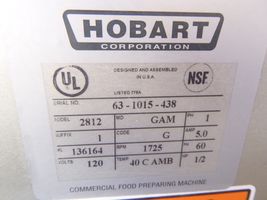 HOBART
CORPORATION
UL
DESIGNED AND ASSEMBLED
IN U.S.A.
NSF
LISTED 778A
SERIAL NO. 63-1015-438
MODEL 2812 MO GAM PH 1
SUFFIX 1 CODE G A 5.0
ML 136164 RPM 1725 Hz 60
VOLTS 120 TEMP 40 C AMB HP 1/2
COMMERCIAL FOOD PREPARING MACHINE